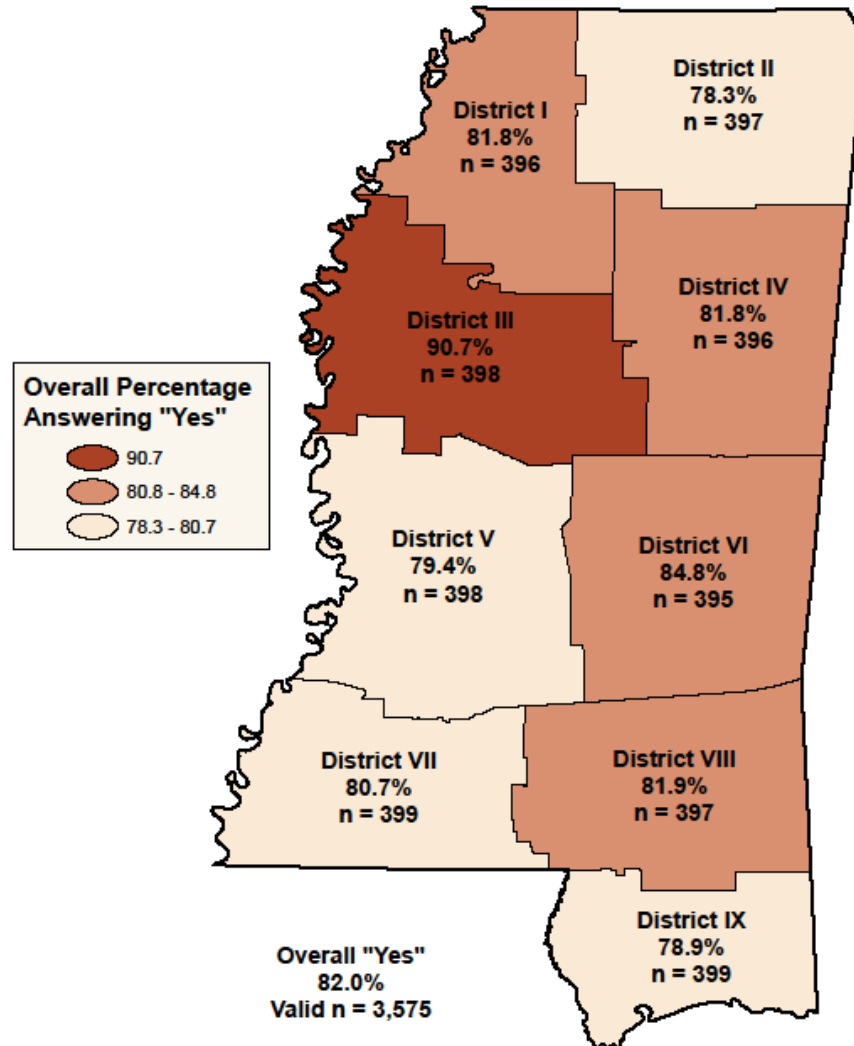 District II
78.3%
n = 397
District I
81.8%
n = 396
District IV
81.8%
n = 396
District III
90.7%
n = 398
Overall Percentage
Answering "Yes"
90.7
80.8 - 84.8
78.3 - 80.7
District V
79.4%
n = 398
District VI
84.8%
n = 395
District VII
80.7%
n = 399
District VIII
81.9%
n = 397
District IX
78.9%
n = 399
Overall "Yes"
82.0%
Valid n = 3,575